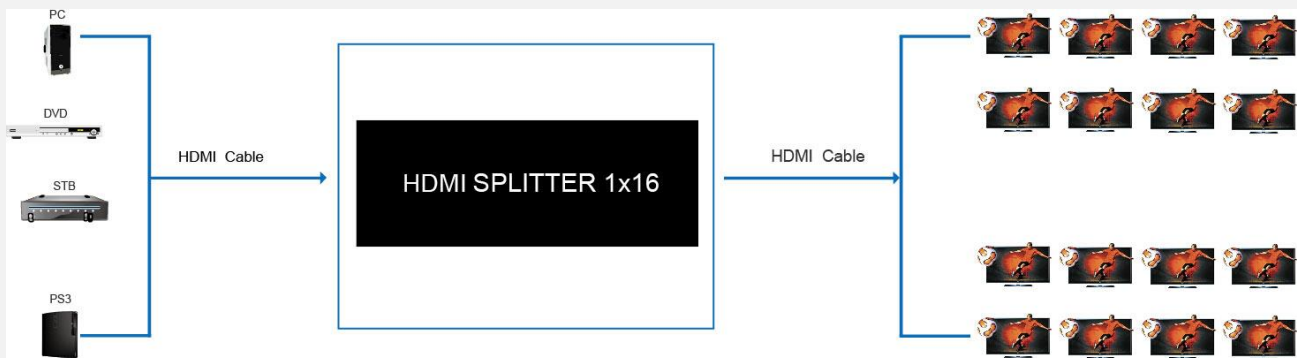 PC
DVD
STB
PS3
HDMI Cable
HDMI SPLITTER 1x16
HDMI Cable